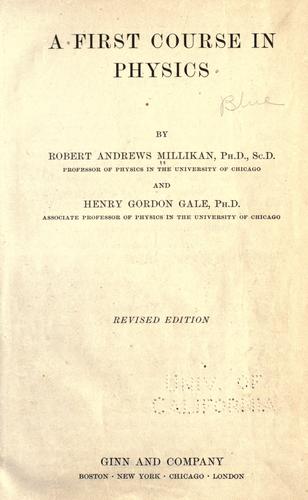 A FIRST COURSE IN
PHYSICS
Blue
BY
ROBERT ANDREWS MILLIKAN, PH.D., SC.D.
PROFESSOR OF PHYSICS IN THE UNIVERSITY OF CHICAGO
AND
HENRY GORDON GALE, PH.D.
ASSOCIATE PROFESSOR OF PHYSICS IN THE UNIVERSITY OF CHICAGO
REVISED EDITION
UNIV. OF
CALIFORNIA
GINN AND COMPANY
BOSTON · NEW YORK · CHICAGO · LONDON